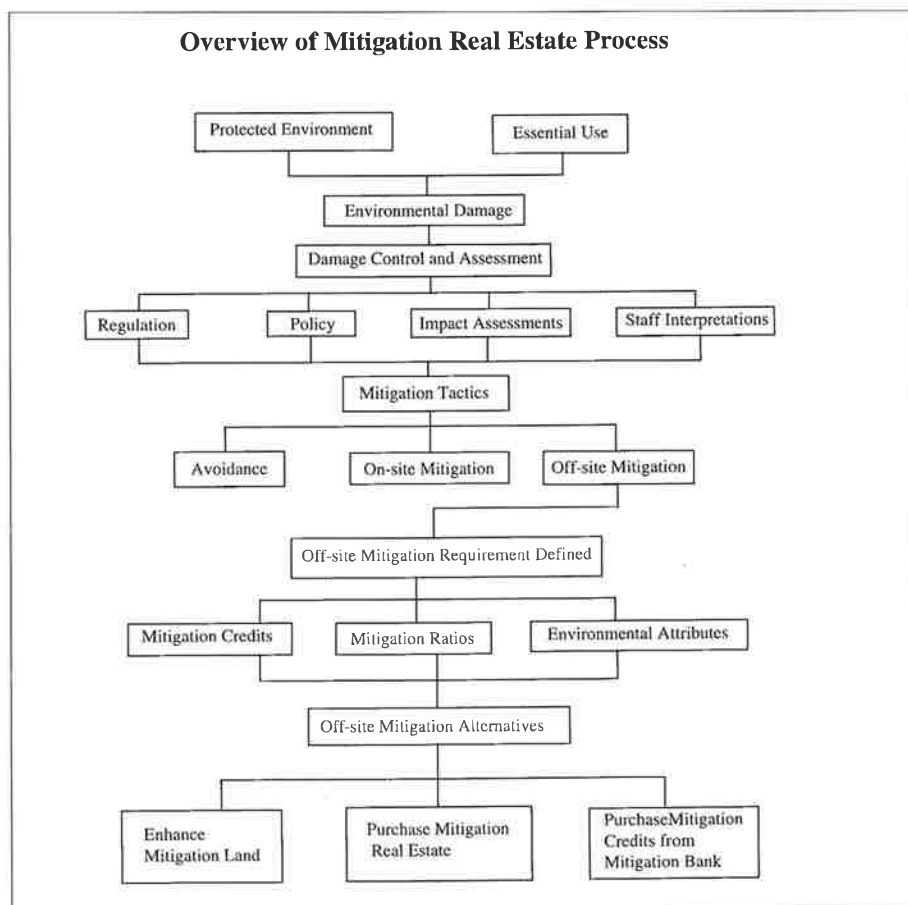 Overview of Mitigation Real Estate Process
Protected Environment
Essential Use
Environmental Damage
Damage Control and Assessment
Regulation
Policy
Impact Assessments
Staff Interpretations
Mitigation Tactics
Avoidance
On-site Mitigation
Off-site Mitigation
Off-site Mitigation Requirement Defined
Mitigation Credits
Mitigation Ratios
Environmental Attributes
Off-site Mitigation Alternatives
Enhance
Mitigation Land
Purchase Mitigation
Real Estate
PurchaseMitigation
Credits from
Mitigation Bank